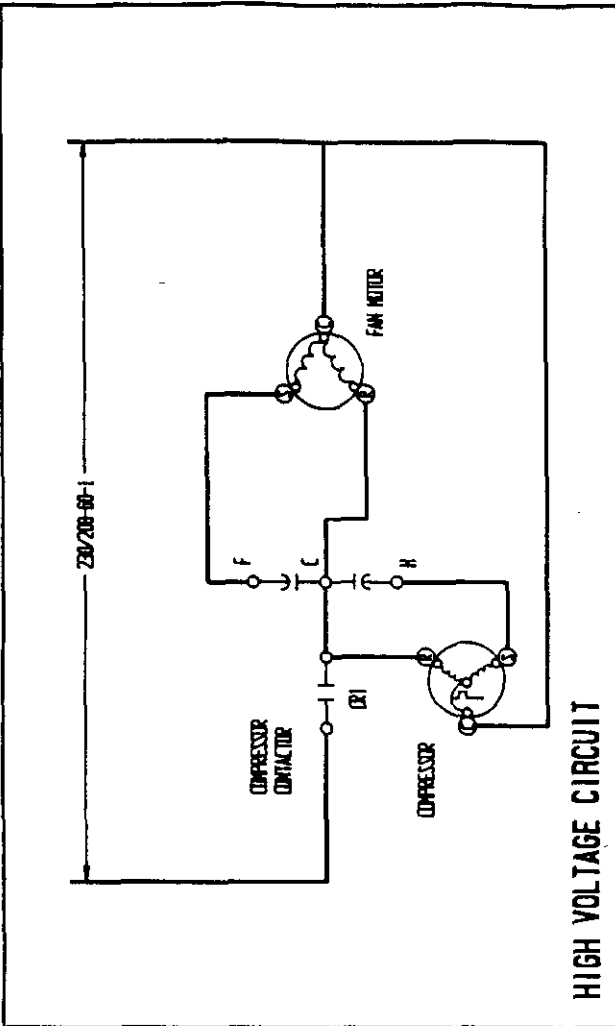 230/208-60-1
COMPRESSOR
CONTACTOR
CR1
F
C
H
S
R
C
FAN MOTOR
COMPRESSOR
R
S
C
HIGH VOLTAGE CIRCUIT